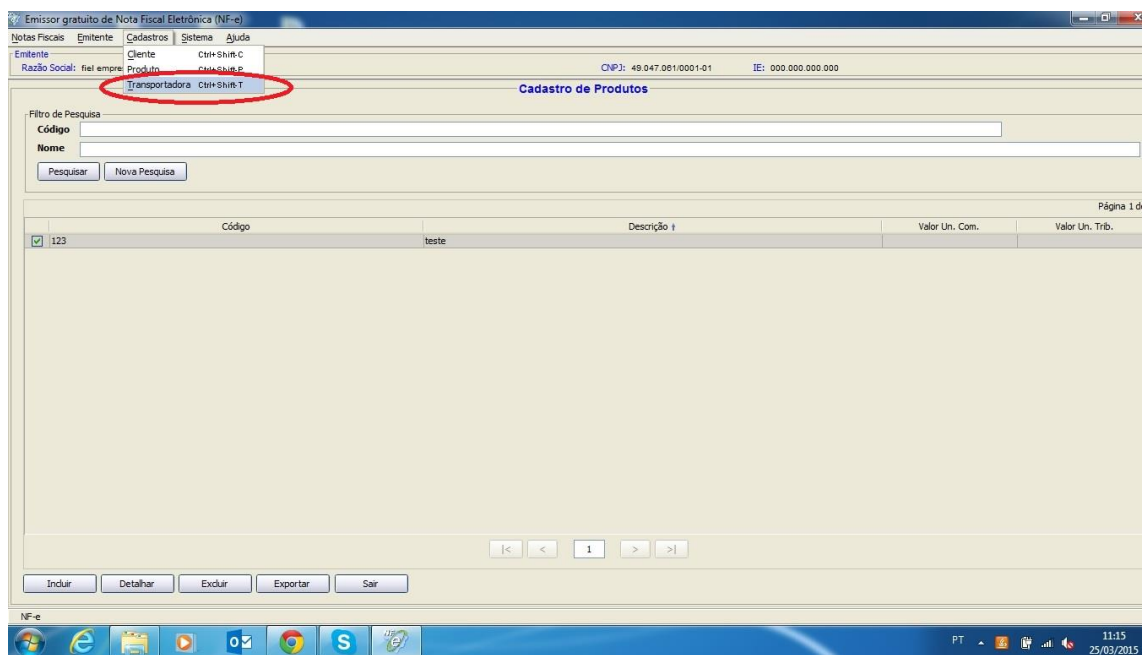 Emissor gratuito de Nota Fiscal Eletrônica (NF-e)
Notas Fiscais Emitente Cadastros Sistema Ajuda
Cliente Ctrl+Shift-C
Produto Ctrl+Shift-P
Transportadora Ctrl+Shift-T
Emitente
Razão Social: fiel empre CNPJ: 49.047.061/0001-01 IE: 000.000.000.000
Cadastro de Produtos
Filtro de Pesquisa
Código
Nome
Pesquisar Nova Pesquisa
Página 1 de
Código Descrição Valor Un. Com. Valor Un. Trib.
123 teste
|< < 1 > >|
Incluir Detalhar Excluir Exportar Sair
NF-e
PT 11:15
25/03/2015